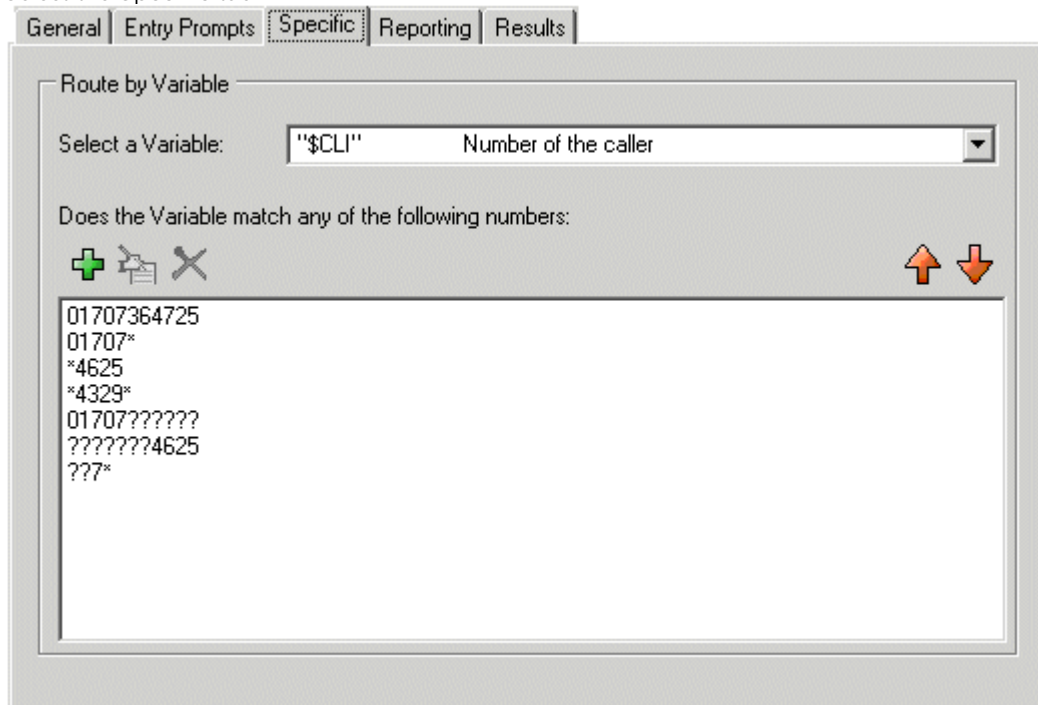 General Entry Prompts Specific Reporting Results
Route by Variable
Select a Variable: "$CLI" Number of the caller
Does the Variable match any of the following numbers:
01707364725
01707*
*4625
*4329*
01707??????
???????4625
??7*